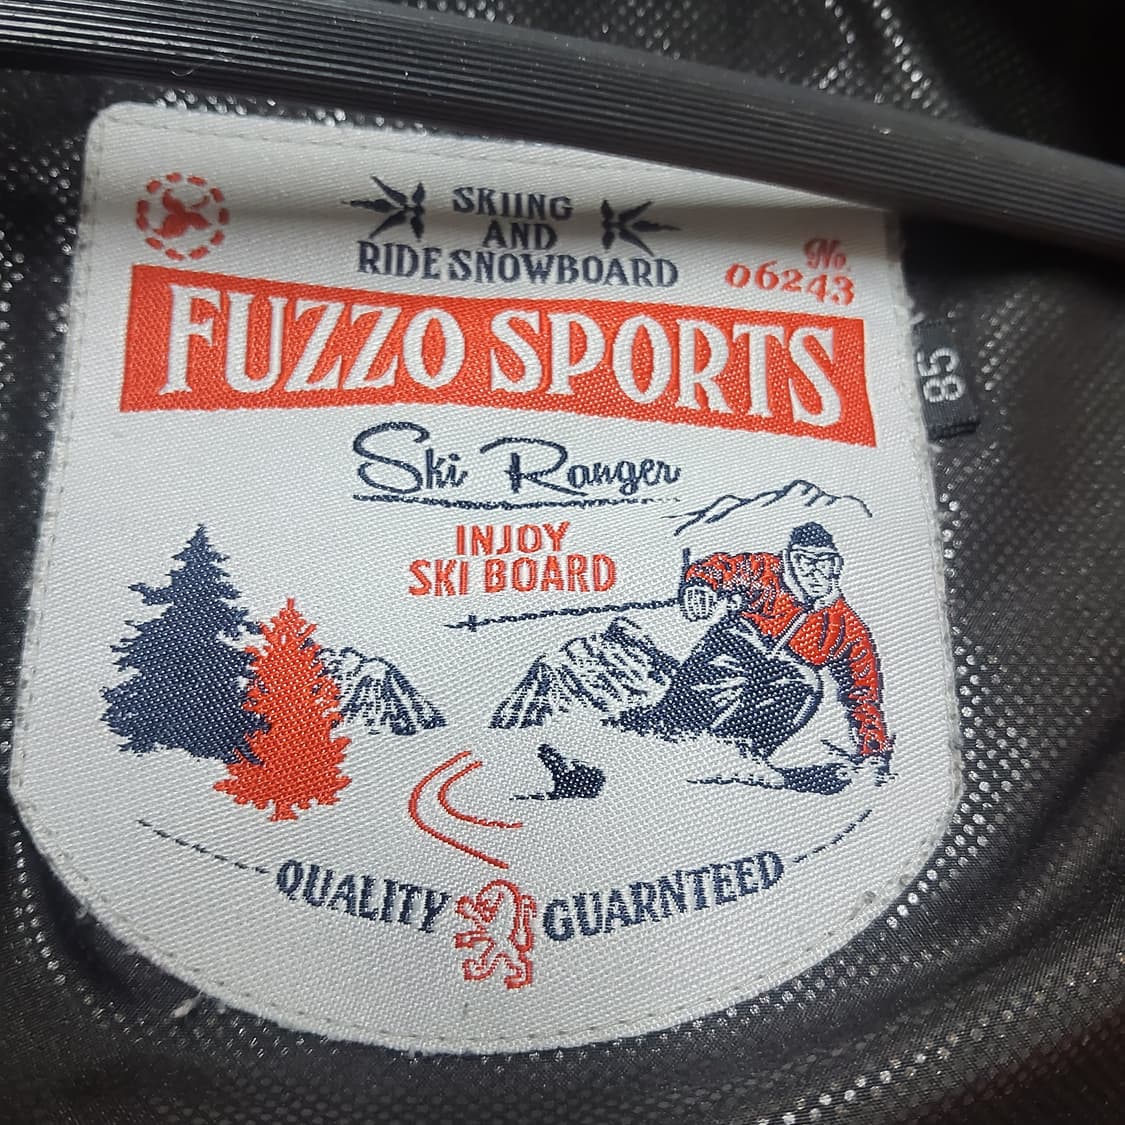 SKIING
AND
RIDE SNOWBOARD
No.
06243
FUZZO SPORTS
85
Ski Ranger
INJOY
SKI BOARD
QUALITY GUARNTEED